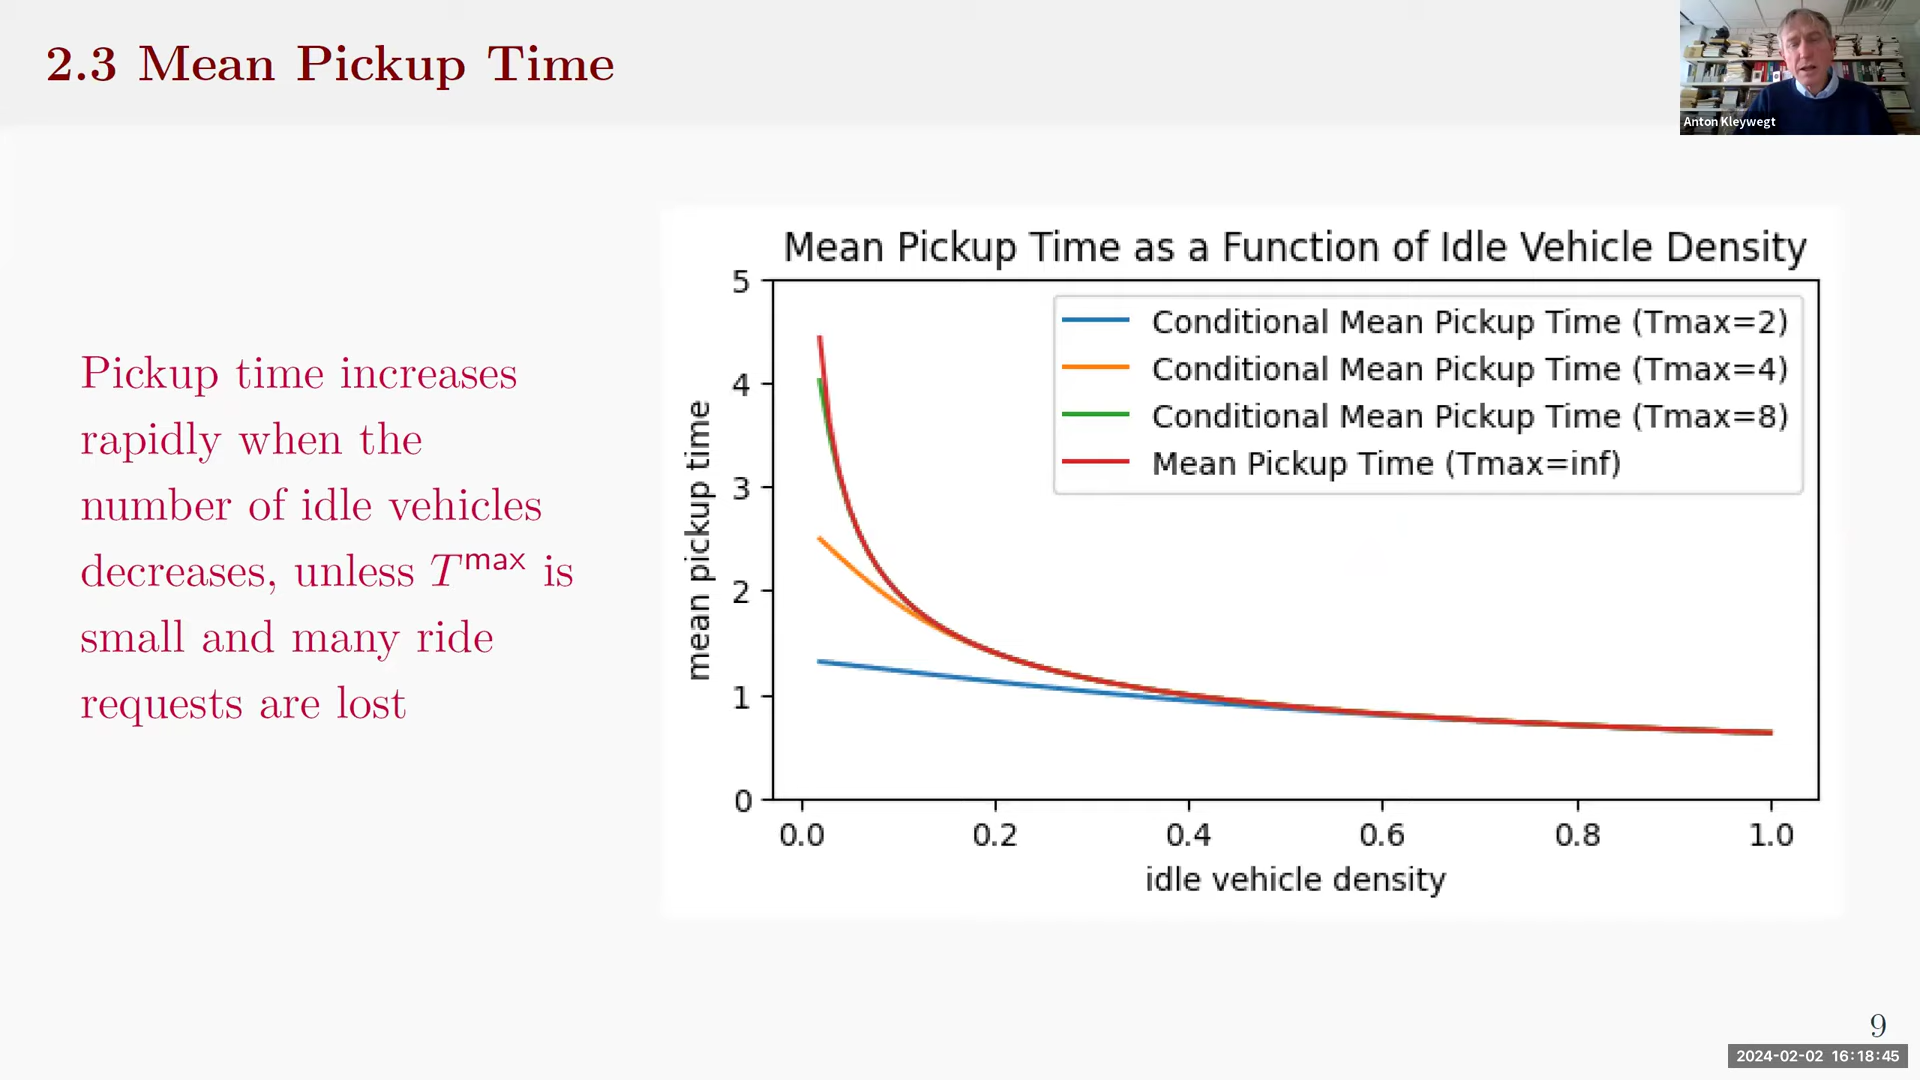 2.3 Mean Pickup Time
Anton Kleywegt
Pickup time increases
rapidly when the
number of idle vehicles
decreases, unless T^max is
small and many ride
requests are lost
Mean Pickup Time as a Function of Idle Vehicle Density
Conditional Mean Pickup Time (Tmax=2)
Conditional Mean Pickup Time (Tmax=4)
Conditional Mean Pickup Time (Tmax=8)
Mean Pickup Time (Tmax=inf)
mean pickup time
5
4
3
2
1
0
0.0 0.2 0.4 0.6 0.8 1.0
idle vehicle density
9
2024-02-02 16:18:45